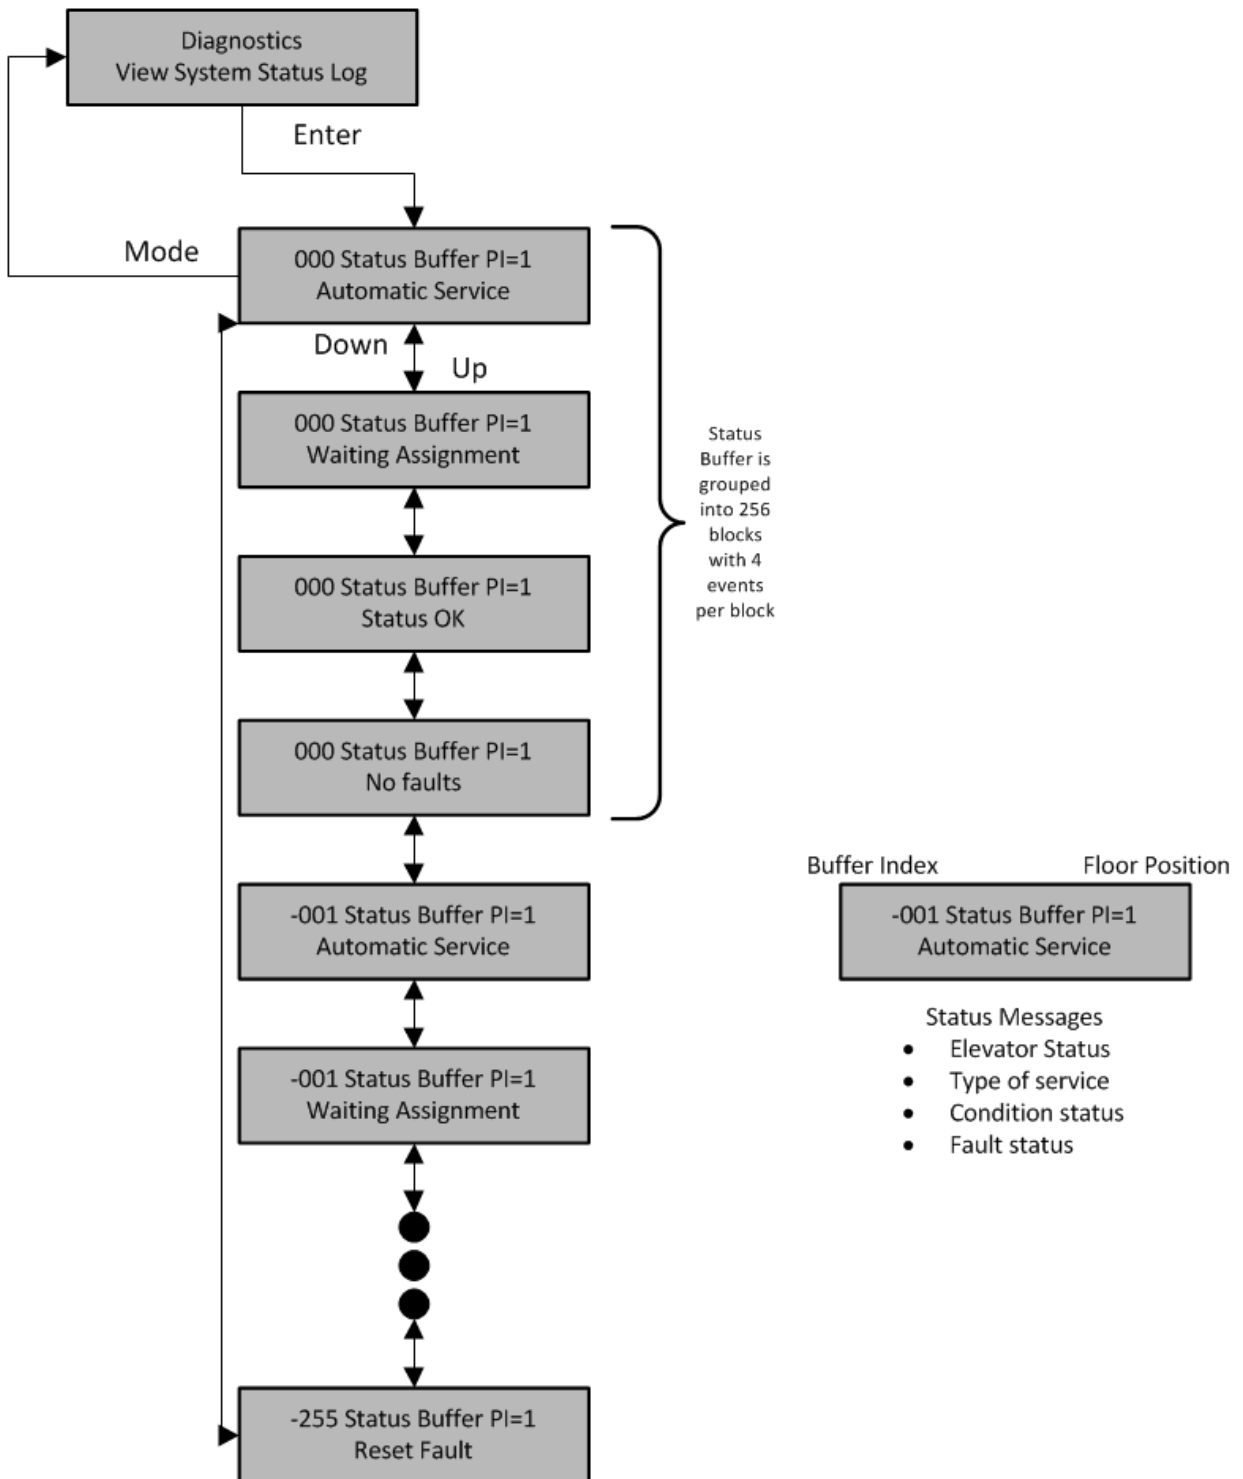 Diagnostics
View System Status Log
Enter
Mode
000 Status Buffer PI=1
Automatic Service
Down
Up
000 Status Buffer PI=1
Waiting Assignment
000 Status Buffer PI=1
Status OK
000 Status Buffer PI=1
No faults
Status
Buffer is
grouped
into 256
blocks
with 4
events
per block
-001 Status Buffer PI=1
Automatic Service
-001 Status Buffer PI=1
Waiting Assignment
-255 Status Buffer PI=1
Reset Fault
Buffer Index
Floor Position
-001 Status Buffer PI=1
Automatic Service
Status Messages
● Elevator Status
● Type of service
● Condition status
● Fault status